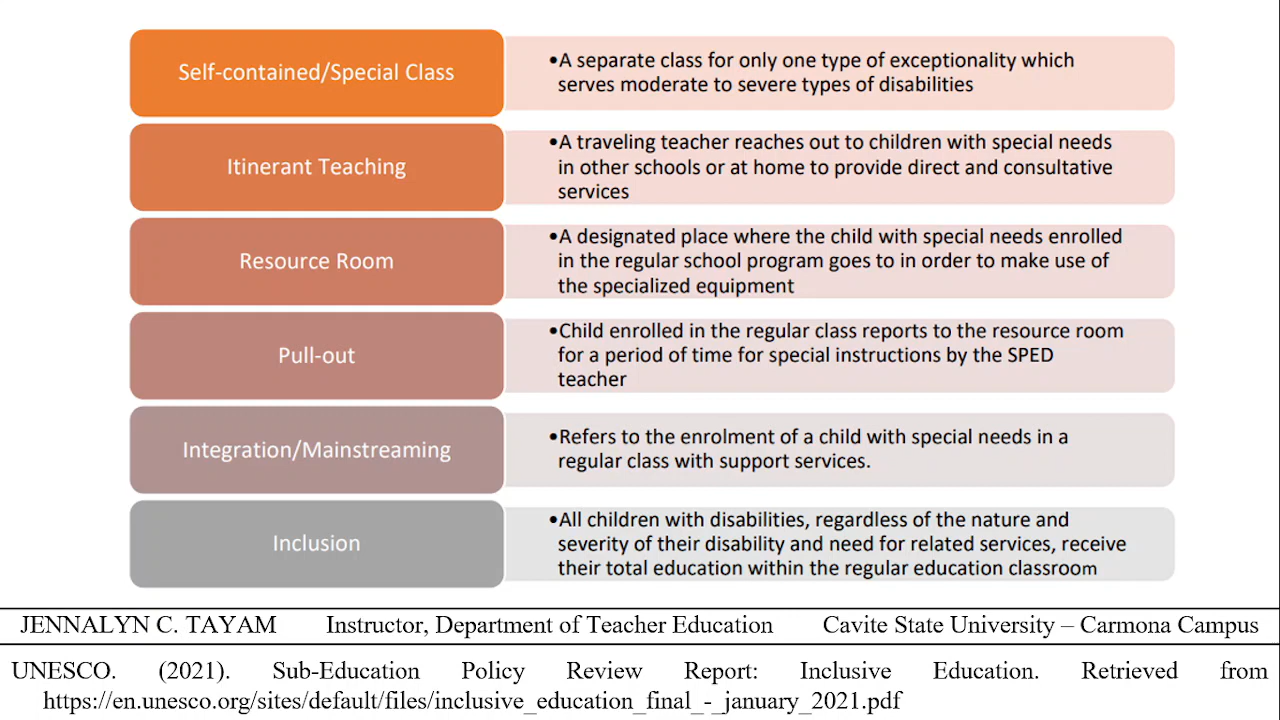 Self-contained/Special Class
•A separate class for only one type of exceptionality which
serves moderate to severe types of disabilities
Itinerant Teaching
•A traveling teacher reaches out to children with special needs
in other schools or at home to provide direct and consultative
services
Resource Room
•A designated place where the child with special needs enrolled
in the regular school program goes to in order to make use of
the specialized equipment
Pull-out
•Child enrolled in the regular class reports to the resource room
for a period of time for special instructions by the SPED
teacher
Integration/Mainstreaming
•Refers to the enrolment of a child with special needs in a
regular class with support services.
Inclusion
•All children with disabilities, regardless of the nature and
severity of their disability and need for related services, receive
their total education within the regular education classroom
JENNALYN C. TAYAM Instructor, Department of Teacher Education Cavite State University – Carmona Campus
UNESCO. (2021). Sub-Education Policy Review Report: Inclusive Education. Retrieved from
https://en.unesco.org/sites/default/files/inclusive_education_final_-_january_2021.pdf